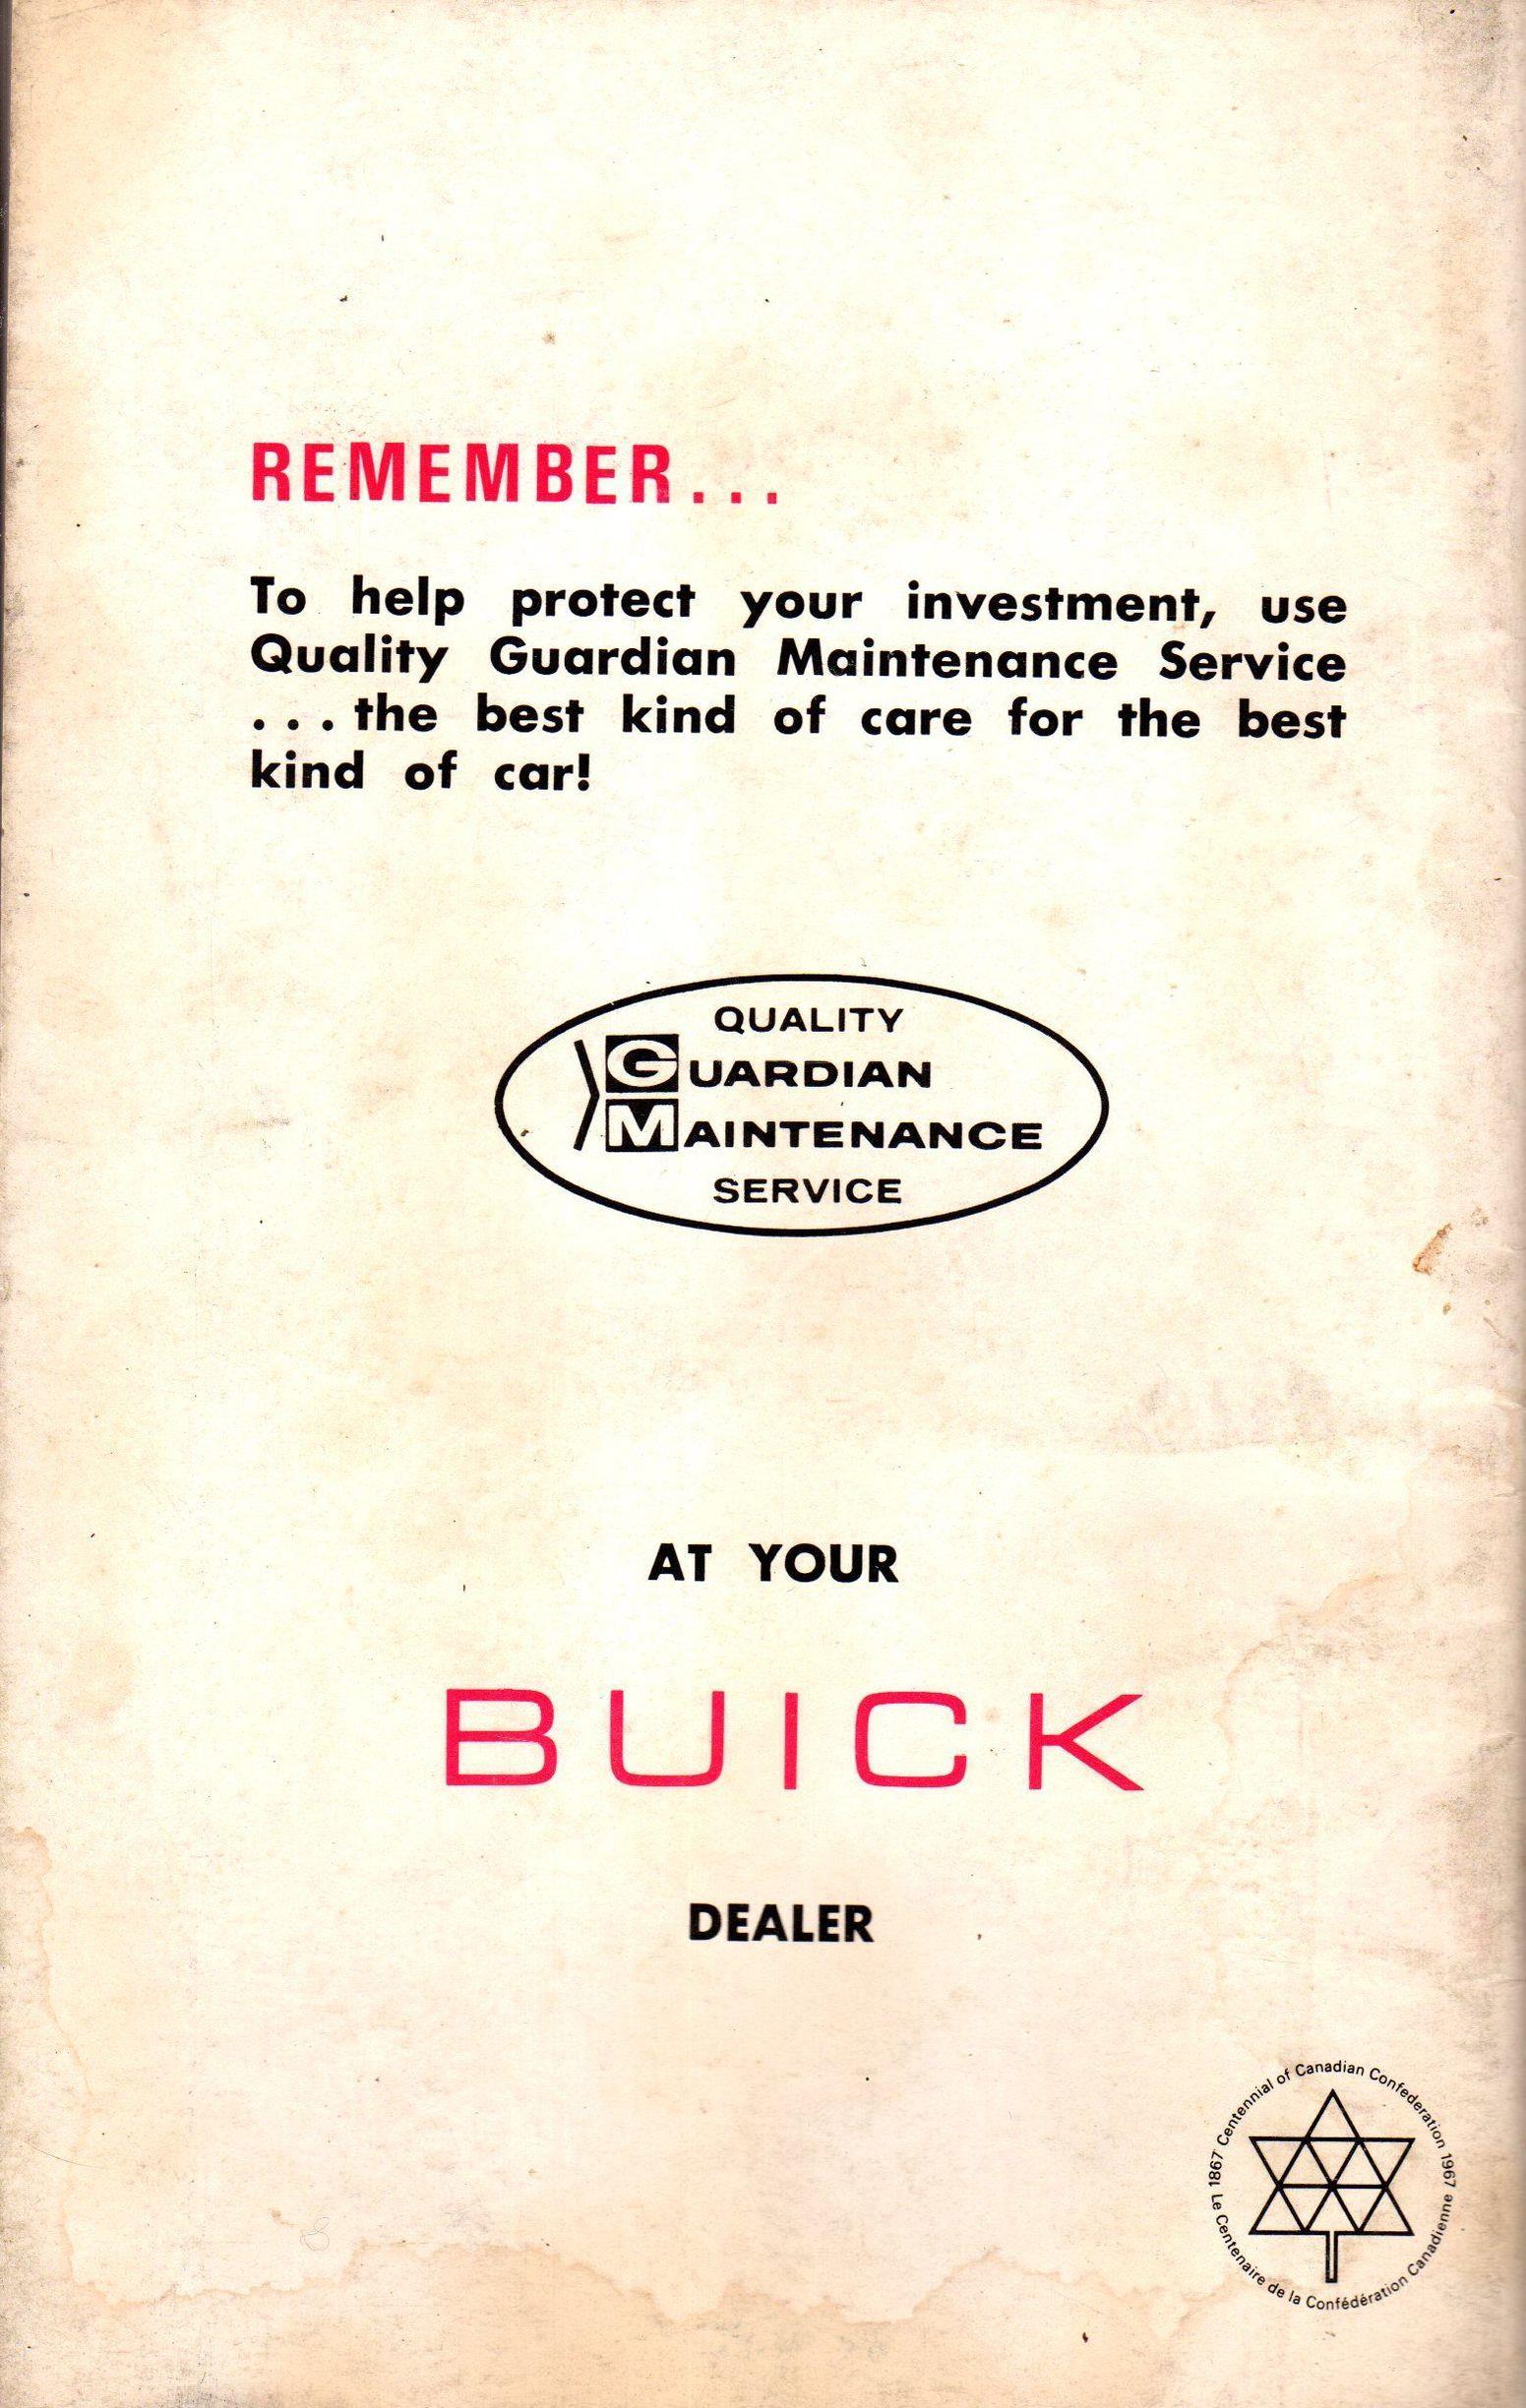 REMEMBER...
To help protect your investment, use
Quality Guardian Maintenance Service
...the best kind of care for the best
kind of car!
QUALITY
GUARDIAN
MAINTENANCE
SERVICE
AT YOUR
BUICK
DEALER
1867 Centennial of Canadian Confederation 1967
Le Centenaire de la Confédération Canadienne